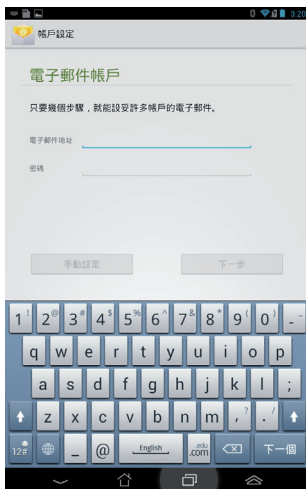 3:20
帳戶設定
電子郵件帳戶
只要幾個步驟，就能設妥許多帳戶的電子郵件。
電子郵件地址
密碼
手動設定 下一步
1 ! 2 @ 3 # 4 $ 5 % 6 ^ 7 & 8 * 9 ( 0 ) _ -
q w e r t y u i o p
a s d f g h j k l ;
z x c v b n m , ? . /
12# _ @ English .edu .com 下一個